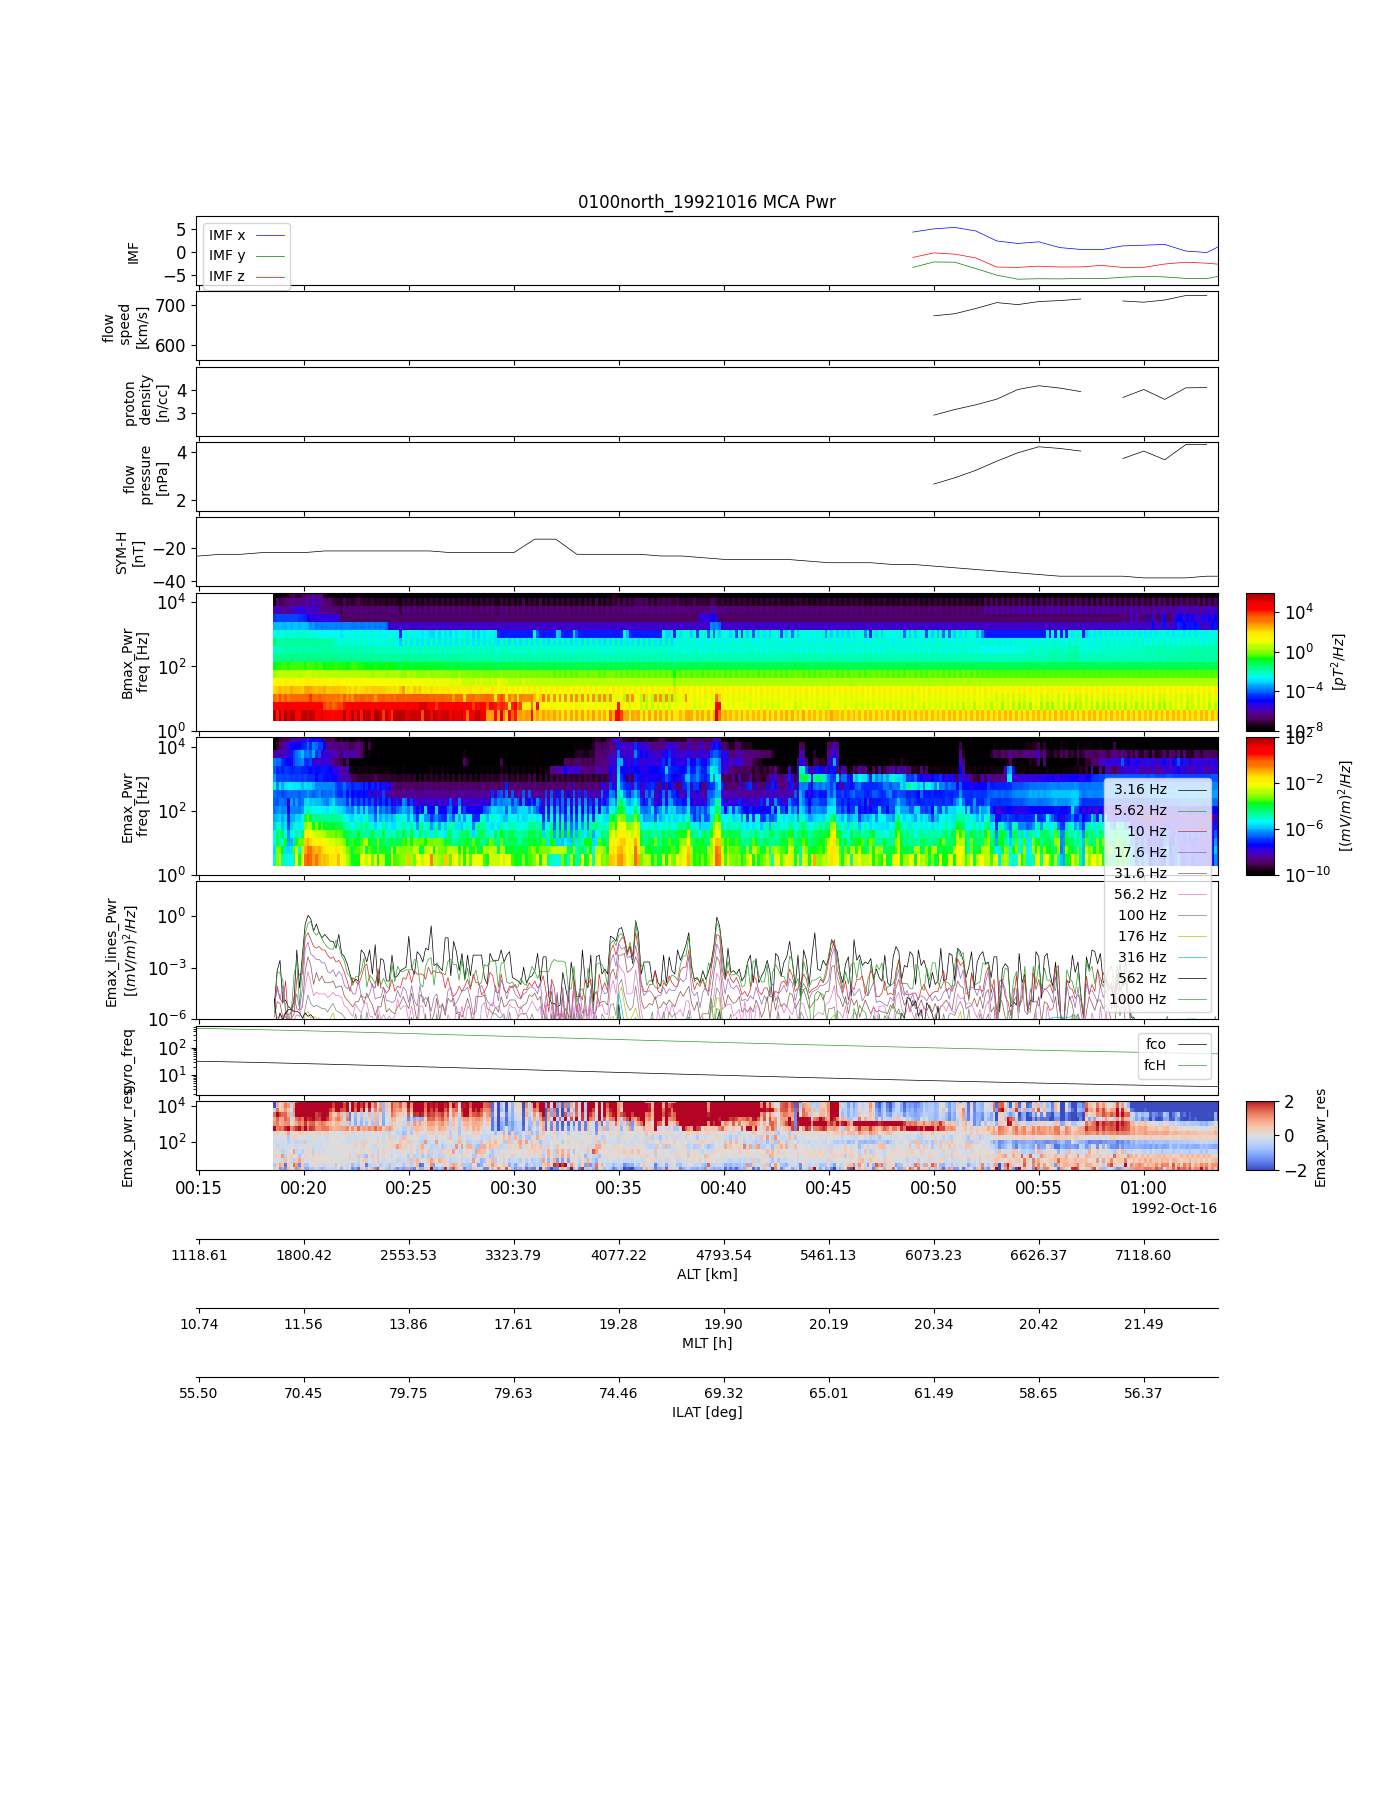 0100north_19921016 MCA Pwr
5
0
−5
IMF
IMF x
IMF y
IMF z
700
600
flow
speed
[km/s]
4
3
proton
density
[n/cc]
4
2
flow
pressure
[nPa]
−20
−40
SYM-H
[nT]
10^4
10^2
10^0
Bmax_Pwr
freq [Hz]
10^4
10^0
10^−4
10^−8
[pT^2/Hz]
10^4
10^2
10^0
Emax_Pwr
freq [Hz]
10^2
10^−2
10^−6
10^−10
[(mV/m)^2/Hz]
3.16 Hz
5.62 Hz
10 Hz
17.6 Hz
31.6 Hz
56.2 Hz
100 Hz
176 Hz
316 Hz
562 Hz
1000 Hz
10^0
10^−3
10^−6
Emax_lines_Pwr
[(mV/m)^2/Hz]
10^2
10^1
gyro_freq
fco
fcH
10^4
10^2
Emax_pwr_res
2
0
−2
Emax_pwr_res
00:15 00:20 00:25 00:30 00:35 00:40 00:45 00:50 00:55 01:00
1992-Oct-16
1118.61 1800.42 2553.53 3323.79 4077.22 4793.54 5461.13 6073.23 6626.37 7118.60
ALT [km]
10.74 11.56 13.86 17.61 19.28 19.90 20.19 20.34 20.42 21.49
MLT [h]
55.50 70.45 79.75 79.63 74.46 69.32 65.01 61.49 58.65 56.37
ILAT [deg]